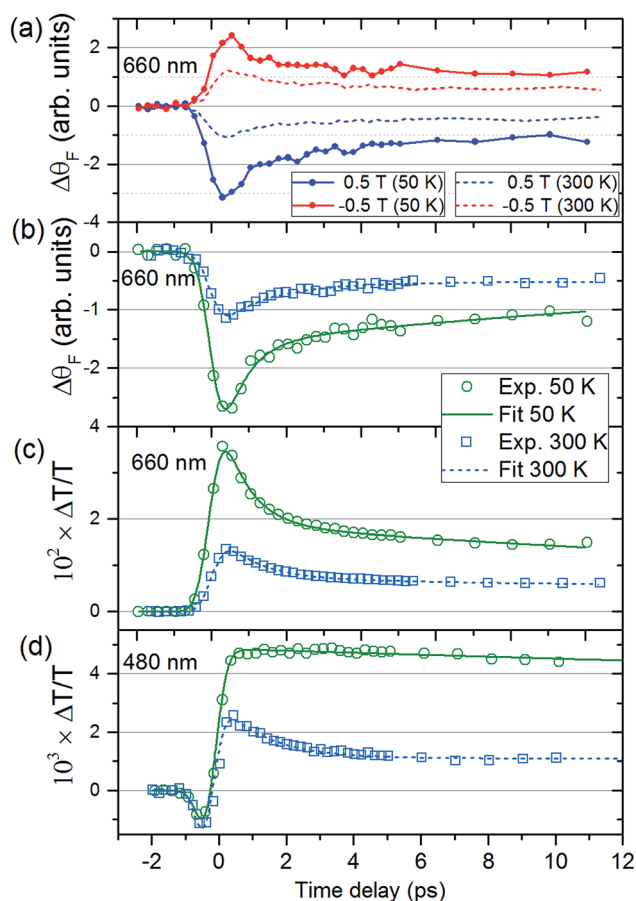 (a)
660 nm
Δθ_F (arb. units)
2
0
-2
-4
0.5 T (50 K)
-0.5 T (50 K)
0.5 T (300 K)
-0.5 T (300 K)
(b)
660 nm
Δθ_F (arb. units)
0
-1
-2
4
Exp. 50 K
Fit 50 K
Exp. 300 K
Fit 300 K
(c)
660 nm
10² × ΔT/T
2
0
(d)
480 nm
10³ × ΔT/T
4
2
0
-2 0 2 4 6 8 10 12
Time delay (ps)